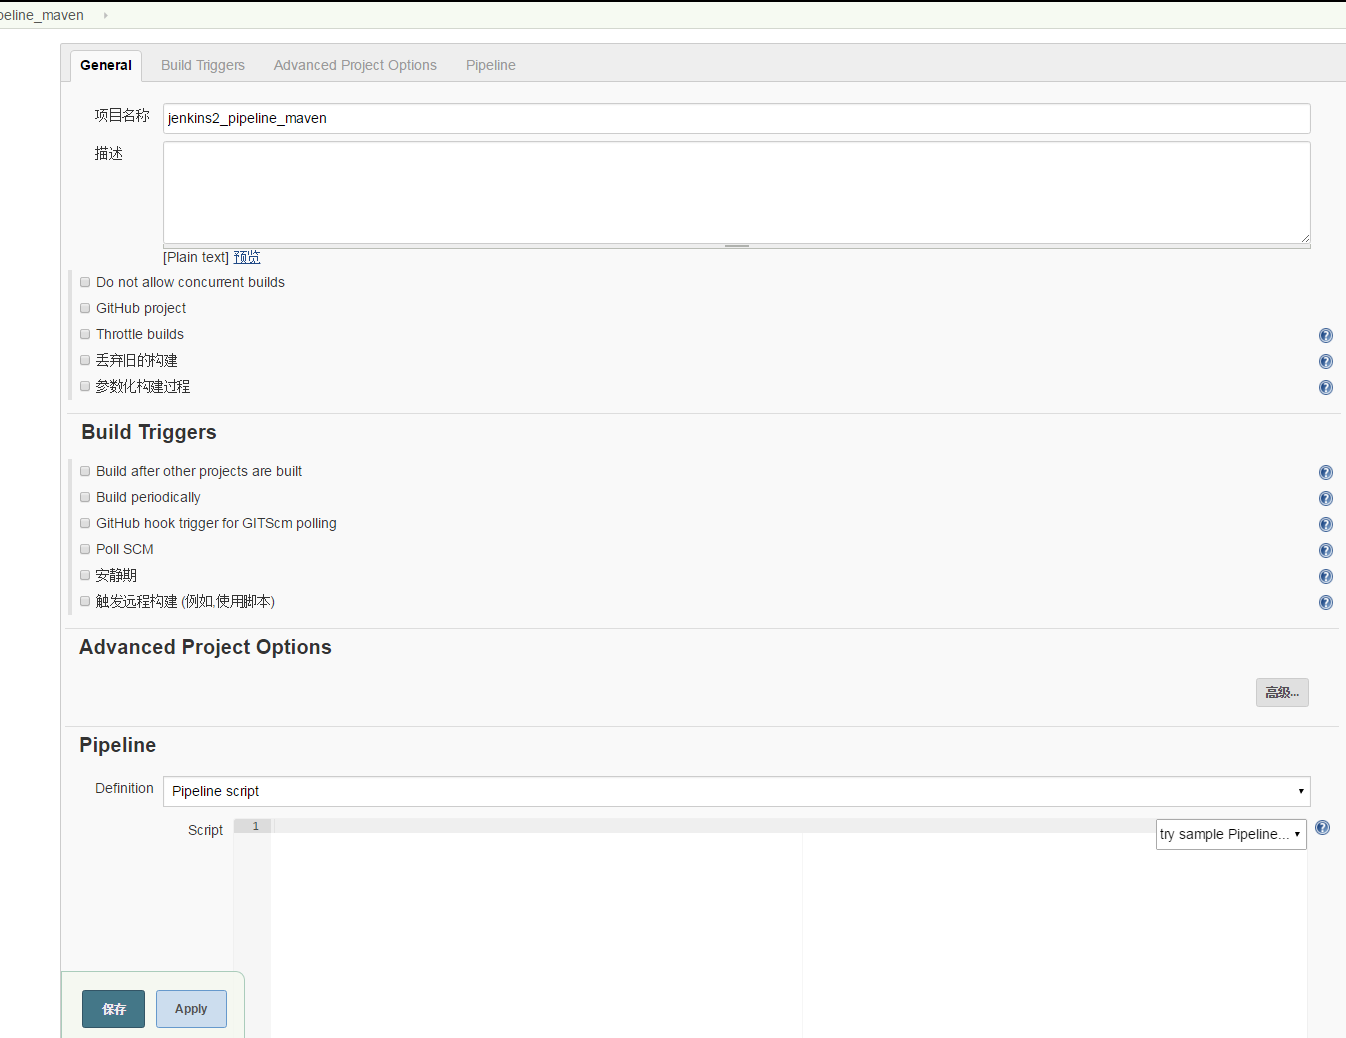 peline_maven
General Build Triggers Advanced Project Options Pipeline
项目名称 jenkins2_pipeline_maven
描述
[Plain text] 预览
Do not allow concurrent builds
GitHub project
Throttle builds
丢弃旧的构建
参数化构建过程
Build Triggers
Build after other projects are built
Build periodically
GitHub hook trigger for GITScm polling
Poll SCM
安静期
触发远程构建 (例如,使用脚本)
Advanced Project Options
高级...
Pipeline
Definition Pipeline script
Script 1 try sample Pipeline...
保存 Apply